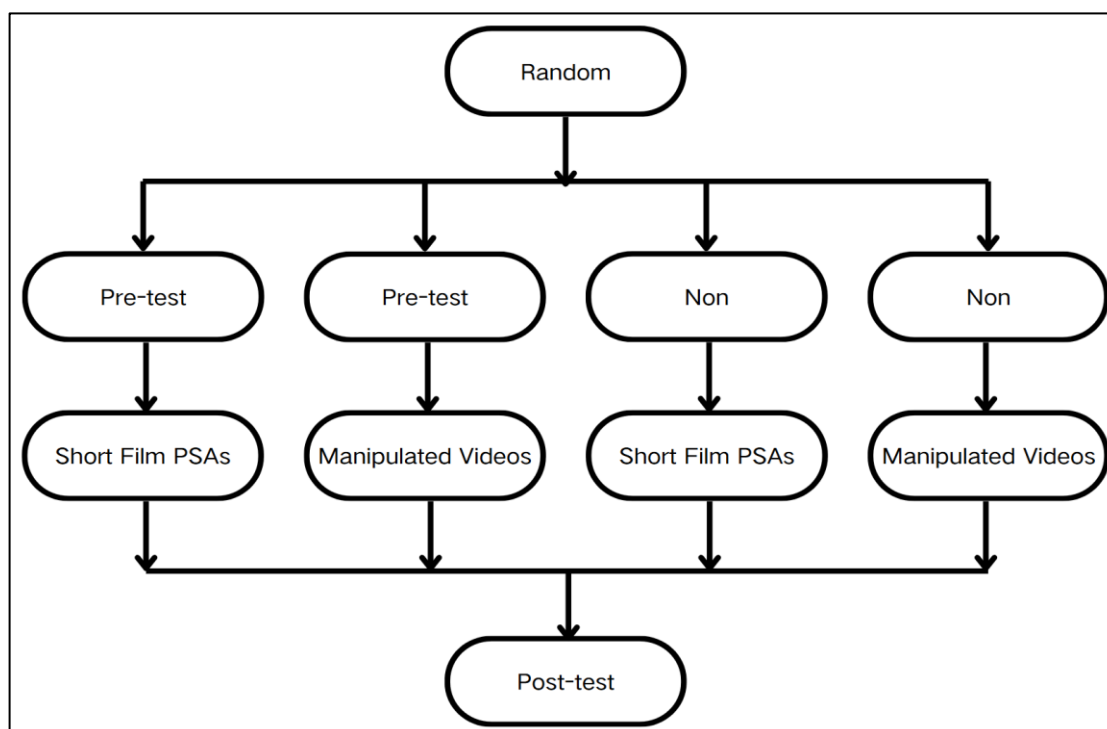 Random
Pre-test
Pre-test
Non
Non
Short Film PSAs
Manipulated Videos
Short Film PSAs
Manipulated Videos
Post-test